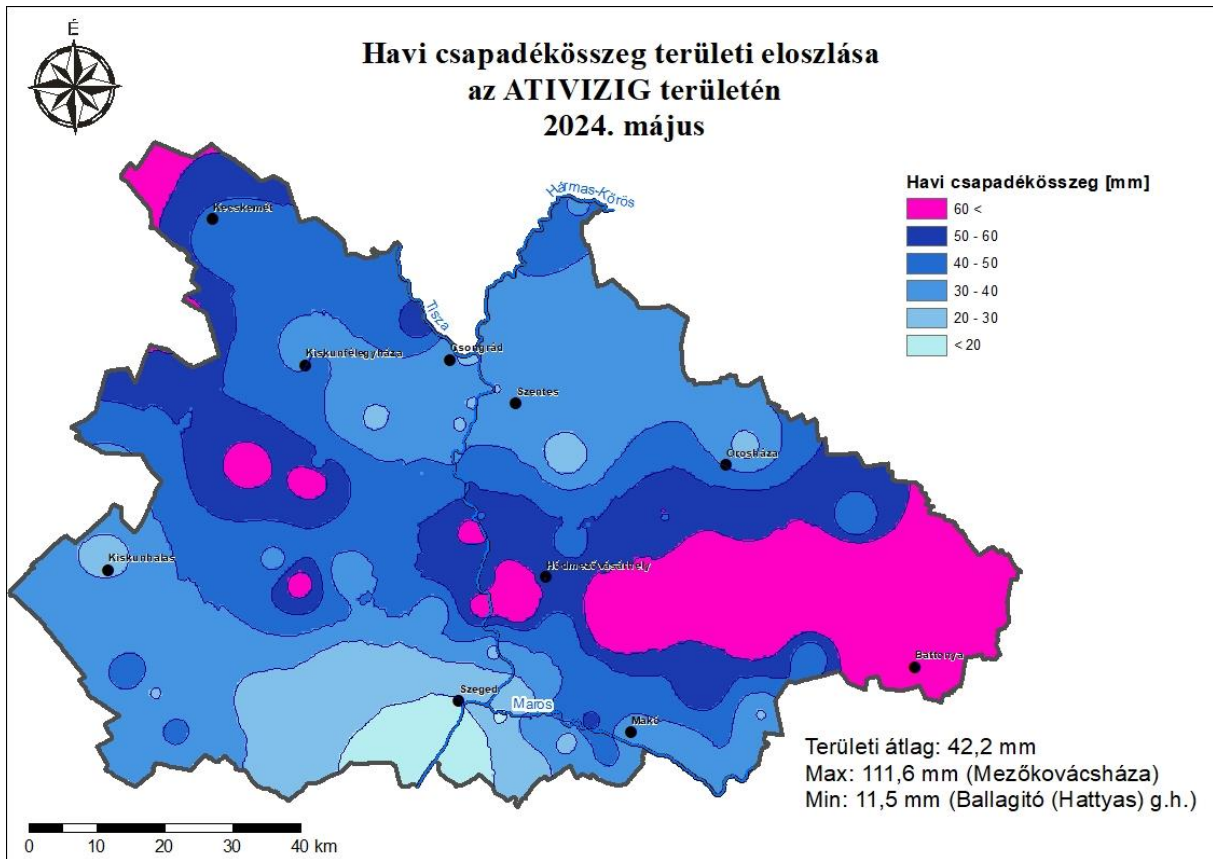 É
Havi csapadékösszeg területi eloszlása
az ATIVIZIG területén
2024. május
Hármas-Körös
Havi csapadékösszeg [mm]
60 <
50 - 60
40 - 50
30 - 40
20 - 30
< 20
Kecskemét
Tisza
Kiskunfélegyháza
Csongrád
Szentes
Orosháza
Kiskunhalas
Hódmezővásárhely
Battonya
Szeged
Maros
Makó
Területi átlag: 42,2 mm
Max: 111,6 mm (Mezőkovácsháza)
Min: 11,5 mm (Ballagitó (Hattyas) g.h.)
0 10 20 30 40 km